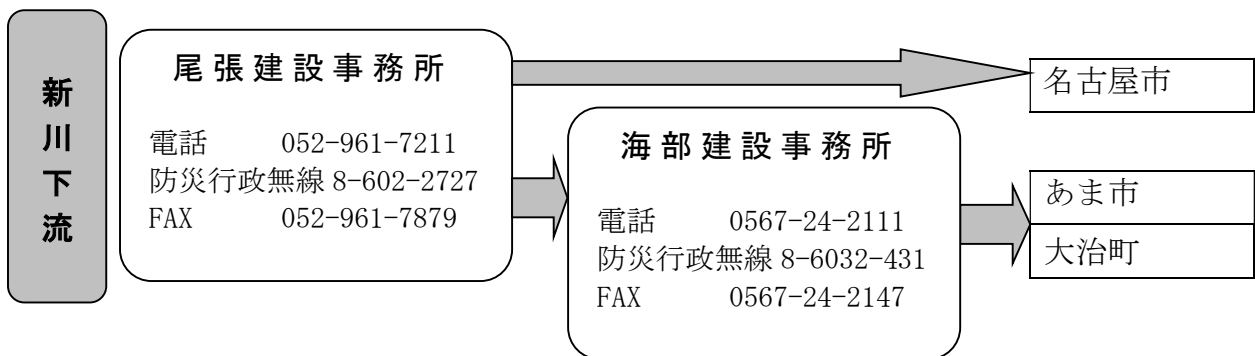 新川下流
尾張建設事務所
電話 052-961-7211
防災行政無線 8-602-2727
FAX 052-961-7879
海部建設事務所
電話 0567-24-2111
防災行政無線 8-6032-431
FAX 0567-24-2147
名古屋市
あま市
大治町